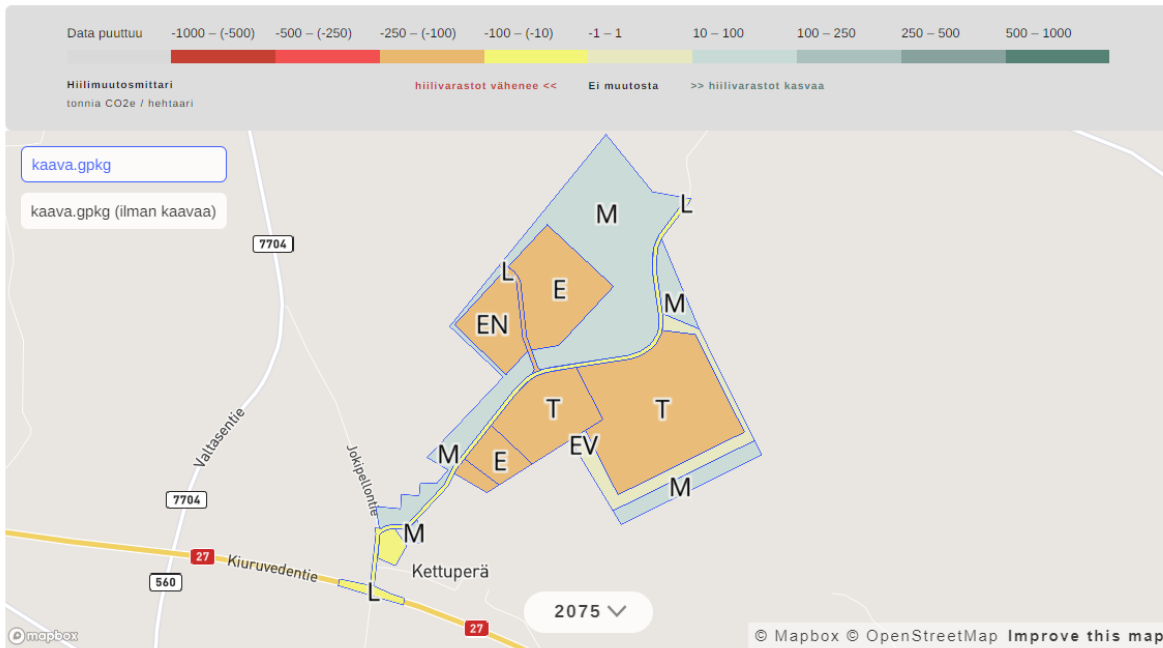 Data puuttuu -1000 – (-500) -500 – (-250) -250 – (-100) -100 – (-10) -1 – 1 10 – 100 100 – 250 250 – 500 500 – 1000
Hiilimuutosmittari hiilivarastot vähenee << Ei muutosta >> hiilivarastot kasvaa
tonnia CO2e / hehtaari
kaava.gpkg
kaava.gpkg (ilman kaavaa)
M
L
7704
L
E
M
EN
T
T
Valtasentie
EV
Jokipellontie
M
E
M
7704
M
27
Kiuruvedentie
Kettuperä
560
L
2075
27
mapbox
© Mapbox © OpenStreetMap Improve this map